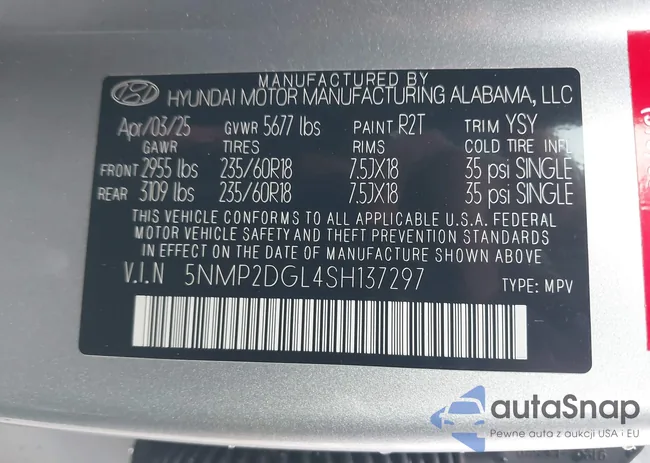 MANUFACTURED BY
HYUNDAI MOTOR MANUFACTURING ALABAMA, LLC
Apr/03/25 GVWR 5677 lbs PAINT R2T TRIM YSY
GAWR TIRES RIMS COLD TIRE INFL
FRONT 2955 lbs 235/60R18 7.5JX18 35 psi SINGLE
REAR 3109 lbs 235/60R18 7.5JX18 35 psi SINGLE
THIS VEHICLE CONFORMS TO ALL APPLICABLE U.S.A. FEDERAL
MOTOR VEHICLE SAFETY AND THEFT PREVENTION STANDARDS
IN EFFECT ON THE DATE OF MANUFACTURE SHOWN ABOVE.
V.I.N 5NMP2DGL4SH137297 TYPE: MPV
autaSnap
Pewne auta z aukcji USA i EU